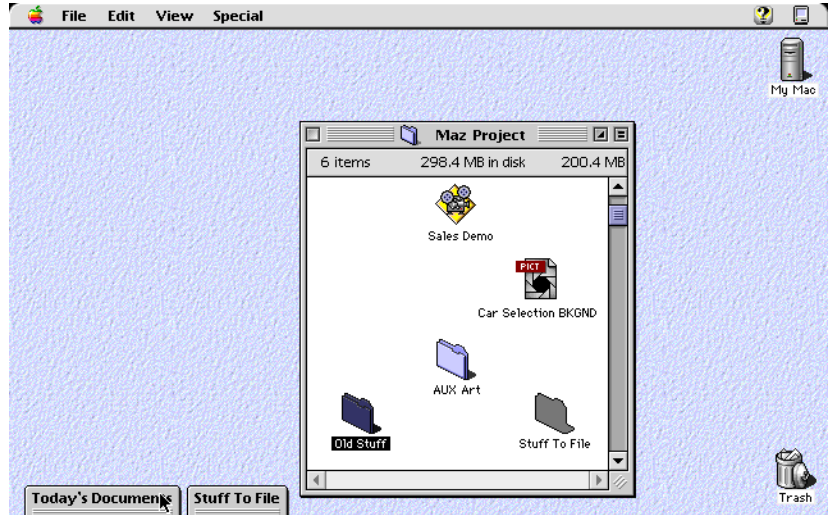 File Edit View Special
My Mac
Maz Project
6 items 298.4 MB in disk 200.4 MB
Sales Demo
PICT
Car Selection BKGND
AUX Art
Old Stuff
Stuff To File
Trash
Today's Documents
Stuff To File